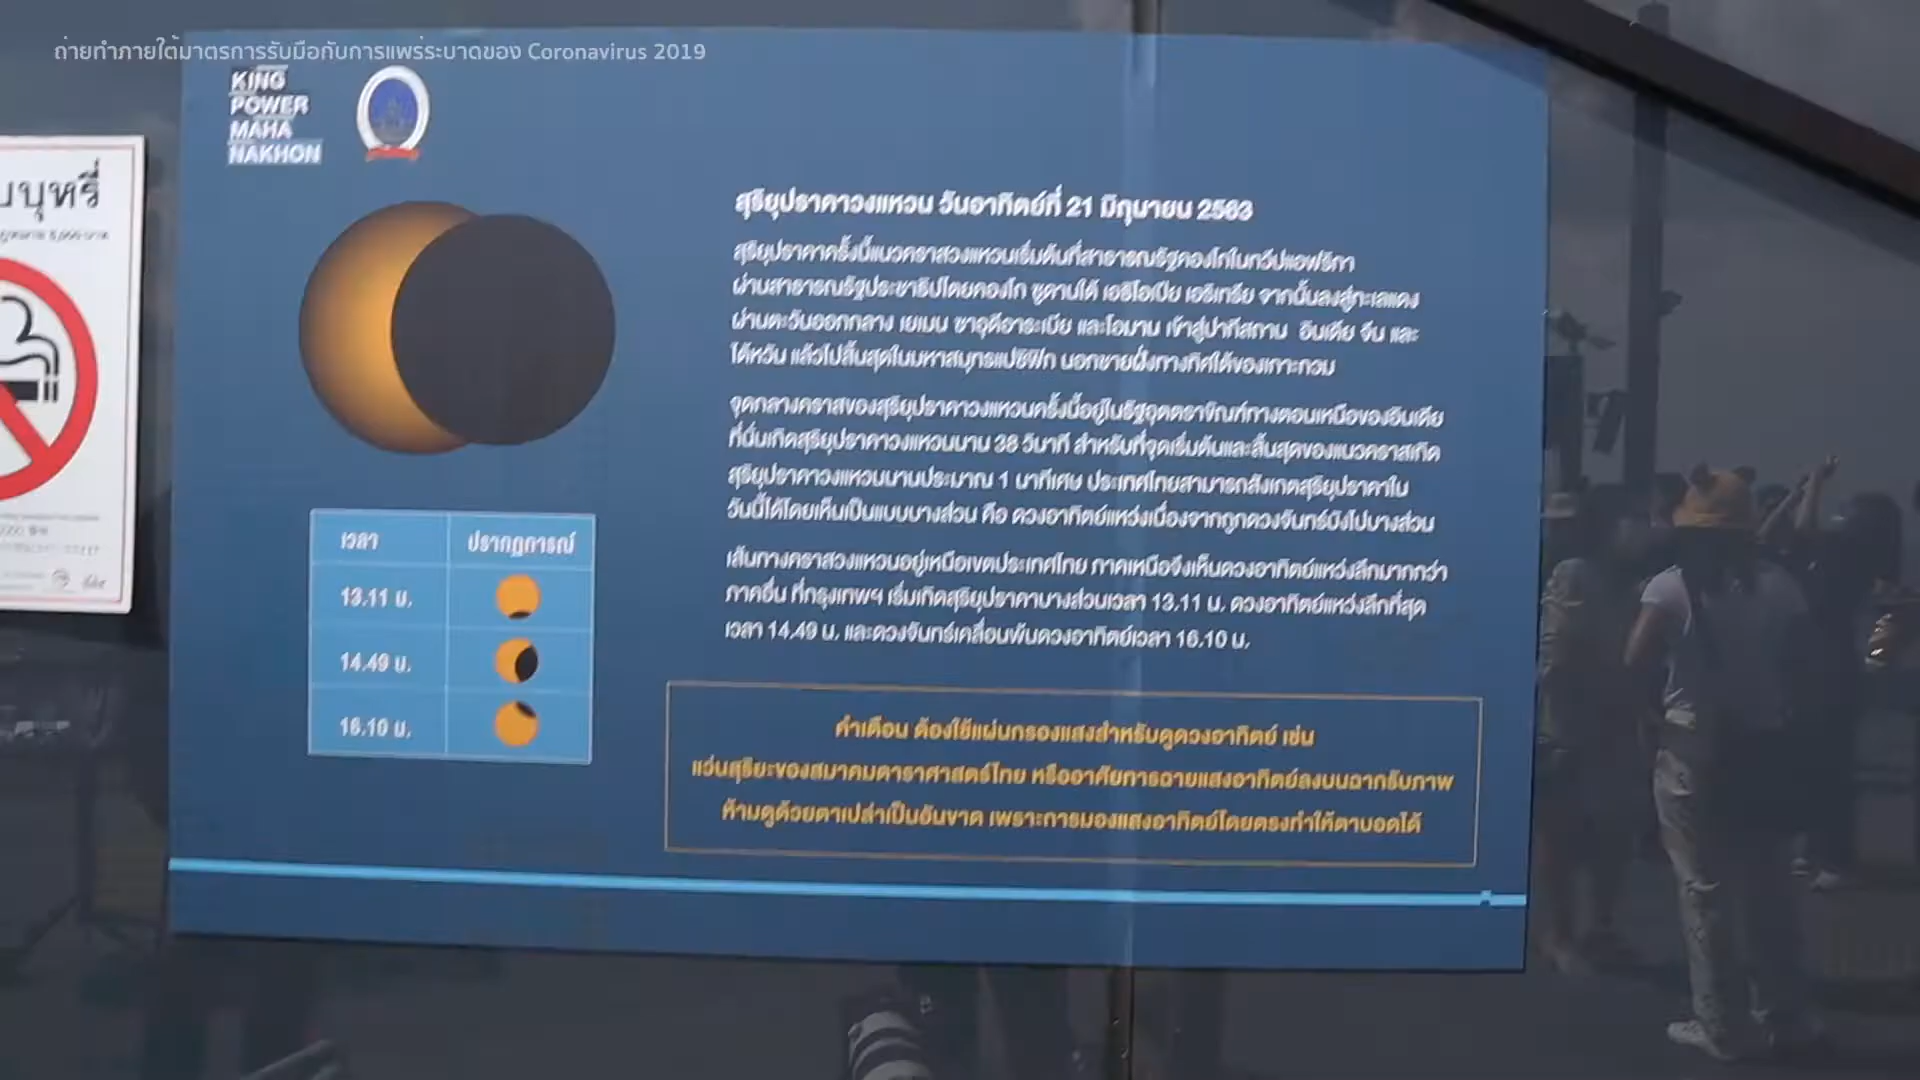 ถ่ายทำภายใต้มาตรการรับมือกับการแพร่ระบาดของ Coronavirus 2019
KING
POWER
MAHA
NAKHON
บุหรี่
สุริยุปราคาวงแหวน วันอาทิตย์ที่ 21 มิถุนายน 2563
สุริยุปราคาครั้งนี้แนวคราสวงแหวนเริ่มต้นที่สาธารณรัฐคองโกในทวีปแอฟริกา
ผ่านสาธารณรัฐประชาธิปไตยคองโก ซูดานใต้ เอธิโอเปีย เอริเทรีย จากนั้นลงสู่ทะเลแดง
ผ่านตะวันออกกลาง เยเมน ซาอุดีอาระเบีย และโอมาน เข้าสู่ปากีสถาน อินเดีย จีน และ
ไต้หวัน แล้วไปสิ้นสุดในมหาสมุทรแปซิฟิก นอกชายฝั่งทางทิศใต้ของเกาะกวม
จุดกลางคราสของสุริยุปราคาวงแหวนครั้งนี้อยู่ในรัฐอุตตราขัณฑ์ทางตอนเหนือของอินเดีย
ที่นั่นเกิดสุริยุปราคาวงแหวนนาน 38 วินาที สำหรับที่จุดเริ่มต้นและสิ้นสุดของแนวคราสเกิด
สุริยุปราคาวงแหวนนานประมาณ 1 นาทีเศษ ประเทศไทยสามารถสังเกตสุริยุปราคาใน
วันนี้ได้โดยเห็นเป็นแบบบางส่วน คือ ดวงอาทิตย์แหว่งเนื่องจากถูกดวงจันทร์บังไปบางส่วน
เส้นทางคราสวงแหวนอยู่เหนือเขตประเทศไทย ภาคเหนือจึงเห็นดวงอาทิตย์แหว่งลึกมากกว่า
ภาคอื่น ที่กรุงเทพฯ เริ่มเกิดสุริยุปราคาบางส่วนเวลา 13.11 น. ดวงอาทิตย์แหว่งลึกที่สุด
เวลา 14.49 น. และดวงจันทร์เคลื่อนพ้นดวงอาทิตย์เวลา 16.10 น.
เวลา ปรากฏการณ์
13.11 น.
14.49 น.
16.10 น.
คำเตือน ต้องใช้แผ่นกรองแสงสำหรับดูดวงอาทิตย์ เช่น
แว่นสุริยะของสมาคมดาราศาสตร์ไทย หรืออาศัยการฉายแสงอาทิตย์ลงบนฉากรับภาพ
ห้ามดูด้วยตาเปล่าเป็นอันขาด เพราะการมองแสงอาทิตย์โดยตรงทำให้ตาบอดได้